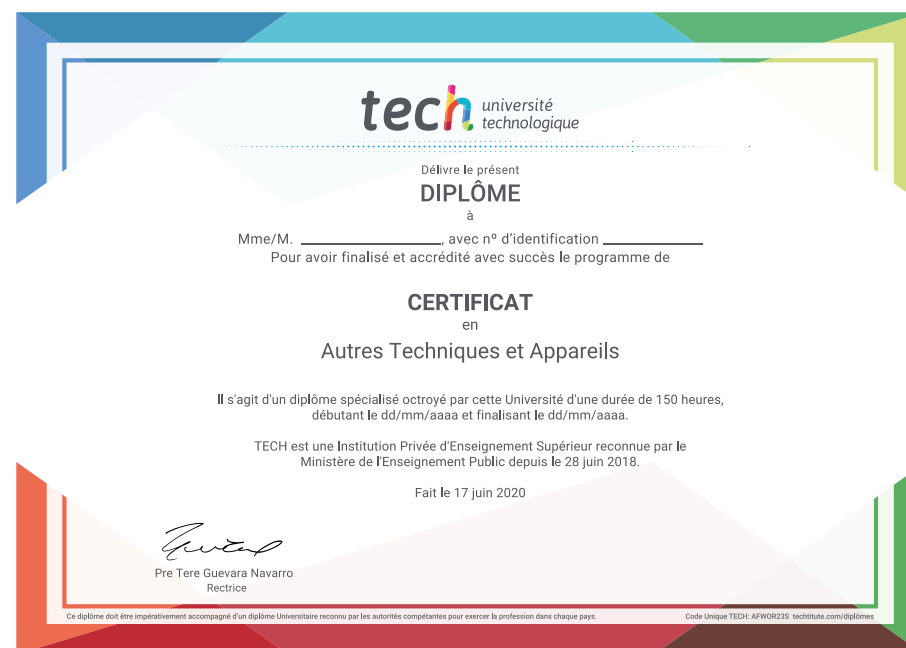 tech université
technologique
Délivre le présent
DIPLÔME
à
Mme/M. ____________________, avec nº d'identification ______________
Pour avoir finalisé et accrédité avec succès le programme de
CERTIFICAT
en
Autres Techniques et Appareils
Il s'agit d'un diplôme spécialisé octroyé par cette Université d'une durée de 150 heures,
débutant le dd/mm/aaaa et finalisant le dd/mm/aaaa.
TECH est une Institution Privée d'Enseignement Supérieur reconnue par le
Ministère de l'Enseignement Public depuis le 28 juin 2018.
Fait le 17 juin 2020
Pre Tere Guevara Navarro
Rectrice
Ce diplôme doit être impérativement accompagné d'un diplôme Universitaire reconnu par les autorités compétantes pour exercer la profession dans chaque pays.
Code Unique TECH: AFWOR23S techtitute.com/diplômes